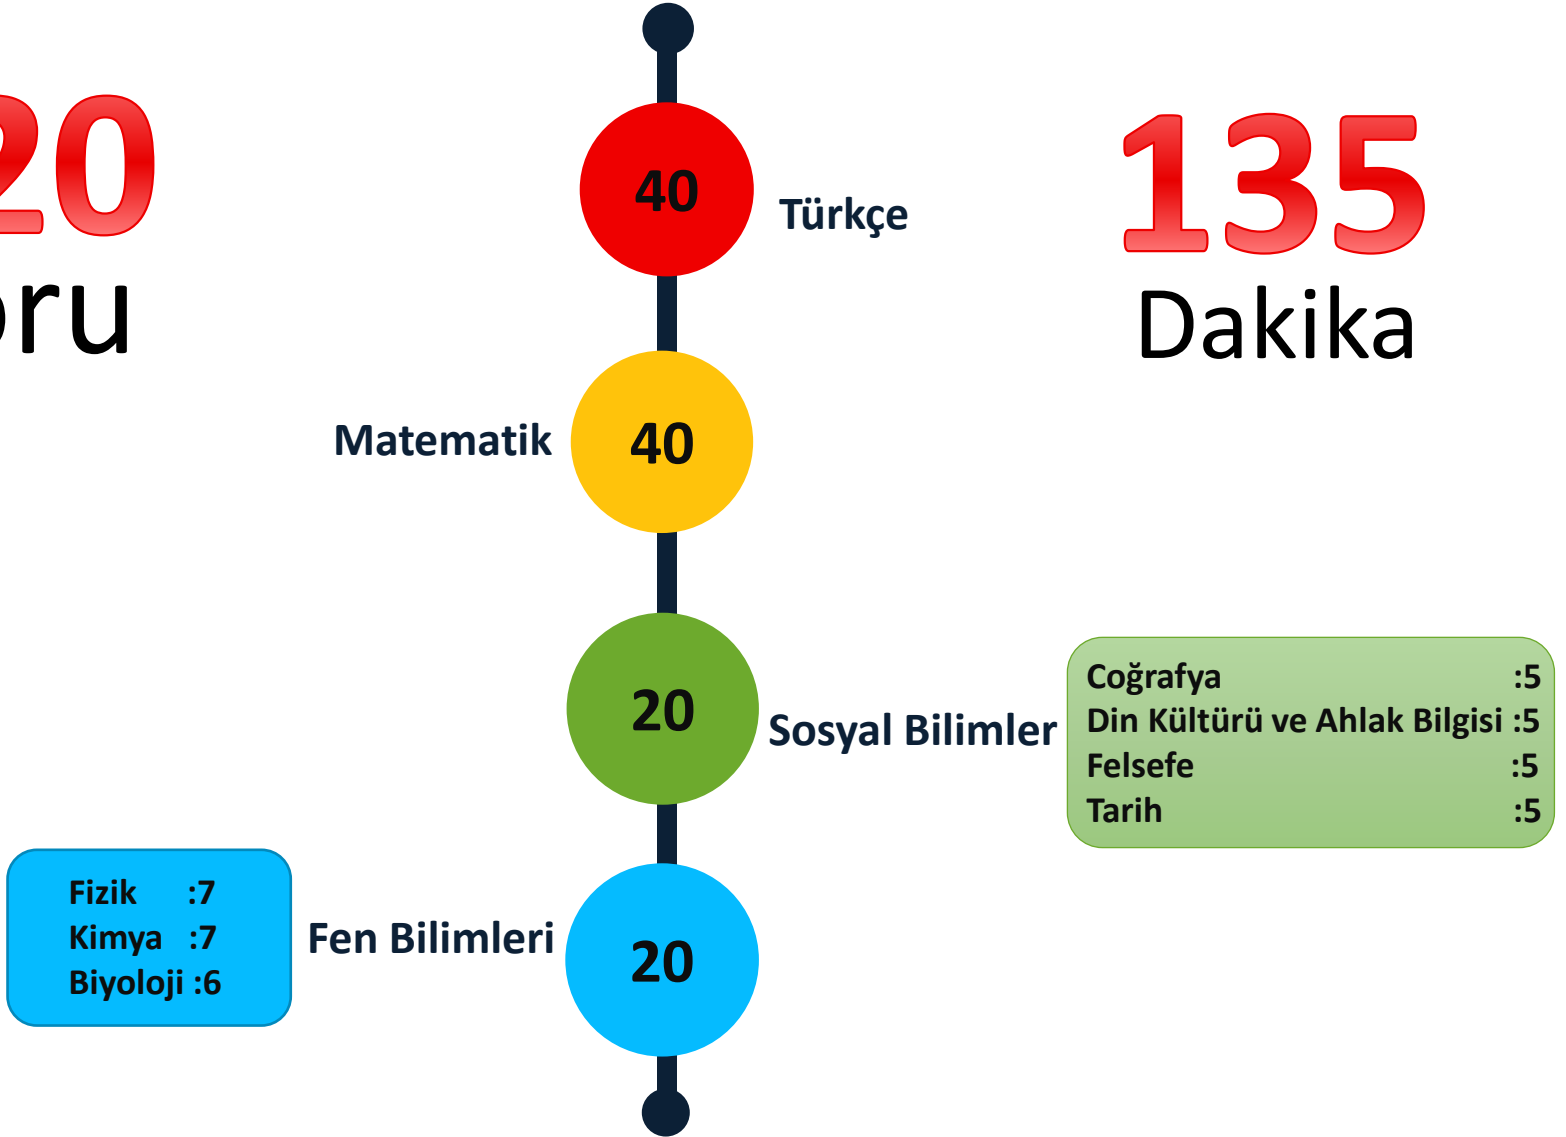 20
oru
40
Türkçe
135
Dakika
Matematik
40
20
Sosyal Bilimler
Coğrafya :5
Din Kültürü ve Ahlak Bilgisi :5
Felsefe :5
Tarih :5
Fizik :7
Kimya :7
Biyoloji :6
Fen Bilimleri
20